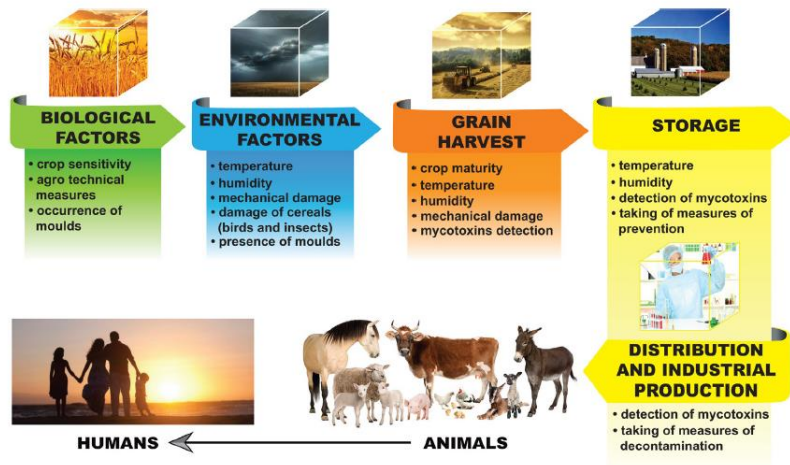 BIOLOGICAL
FACTORS
• crop sensitivity
• agro technical
measures
• occurrence of
moulds
ENVIRONMENTAL
FACTORS
• temperature
• humidity
• mechanical damage
• damage of cereals
(birds and insects)
• presence of moulds
GRAIN
HARVEST
• crop maturity
• temperature
• humidity
• mechanical damage
• mycotoxins detection
STORAGE
• temperature
• humidity
• detection of mycotoxins
• taking of measures of
prevention
DISTRIBUTION
AND INDUSTRIAL
PRODUCTION
• detection of mycotoxins
• taking of measures of
decontamination
ANIMALS
HUMANS